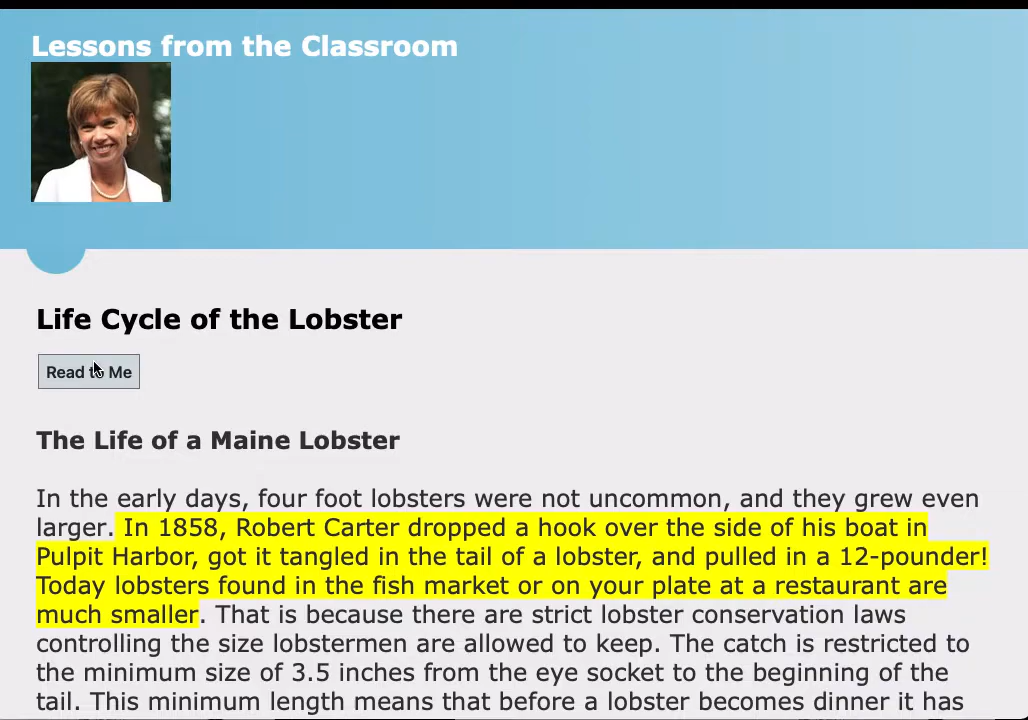 Lessons from the Classroom
Life Cycle of the Lobster
Read to Me
The Life of a Maine Lobster
In the early days, four foot lobsters were not uncommon, and they grew even
larger. In 1858, Robert Carter dropped a hook over the side of his boat in
Pulpit Harbor, got it tangled in the tail of a lobster, and pulled in a 12-pounder!
Today lobsters found in the fish market or on your plate at a restaurant are
much smaller. That is because there are strict lobster conservation laws
controlling the size lobstermen are allowed to keep. The catch is restricted to
the minimum size of 3.5 inches from the eye socket to the beginning of the
tail. This minimum length means that before a lobster becomes dinner it has